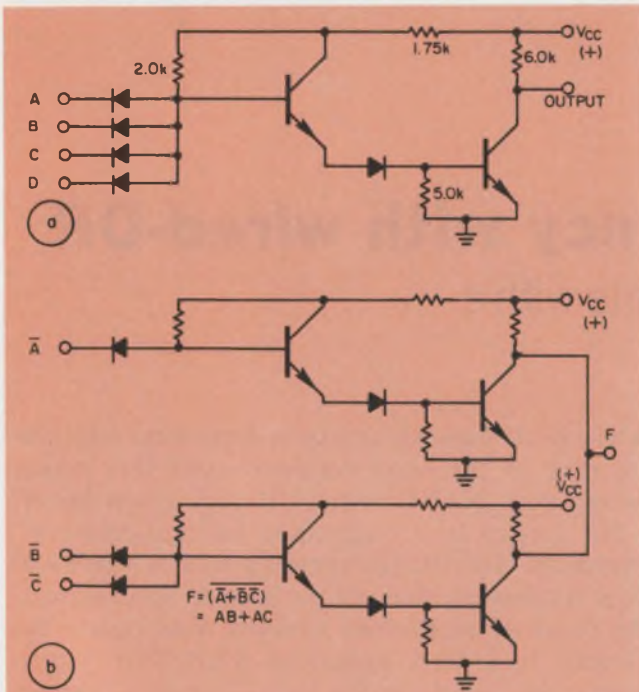 VCC
(+)
1.75k
6.0k
2.0k
OUTPUT
A
B
C
D
5.0k
a
VCC
(+)
A̅
F
(+)
VCC
B̅
C̅
F = (A̅+B̅C̅)
= AB + AC
b